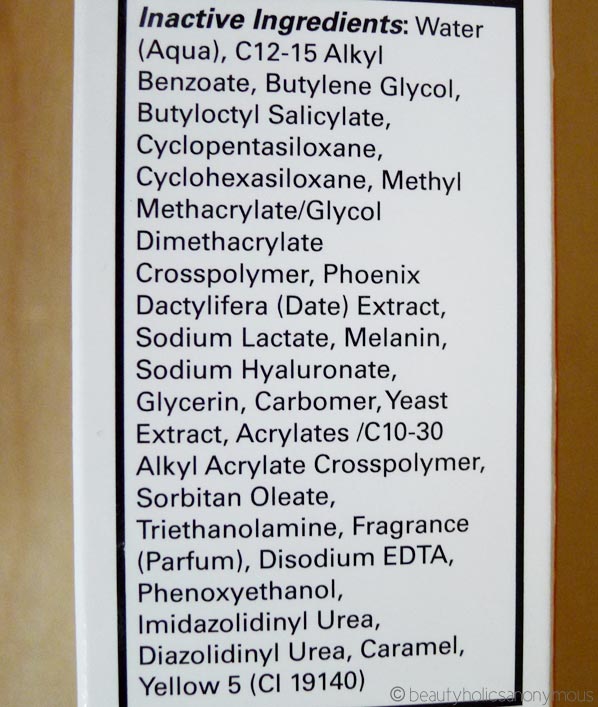 Inactive Ingredients: Water
(Aqua), C12-15 Alkyl
Benzoate, Butylene Glycol,
Butyloctyl Salicylate,
Cyclopentasiloxane,
Cyclohexasiloxane, Methyl
Methacrylate/Glycol
Dimethacrylate
Crosspolymer, Phoenix
Dactylifera (Date) Extract,
Sodium Lactate, Melanin,
Sodium Hyaluronate,
Glycerin, Carbomer, Yeast
Extract, Acrylates /C10-30
Alkyl Acrylate Crosspolymer,
Sorbitan Oleate,
Triethanolamine, Fragrance
(Parfum), Disodium EDTA,
Phenoxyethanol,
Imidazolidinyl Urea,
Diazolidinyl Urea, Caramel,
Yellow 5 (CI 19140)
© beautyholicsanonymous